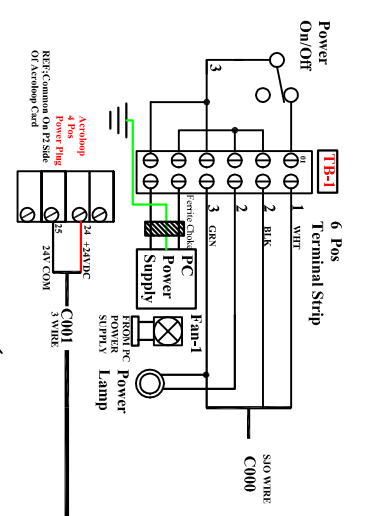 Power
On/Off
3
TB-1
01
6 Pos
Terminal Strip
1
WHT
2
BLK
2
3
GRN
Ferrite Choke
PC
Power
Supply
Fan-1
FROM PC
POWER
SUPPLY
Power
Lamp
SJO WIRE
C000
REF:Common On P2 Side
Of Acroloop Card
Acroloop
4 Pos
Power Plug
24
+24VDC
25
24V COM
C001
3 WIRE